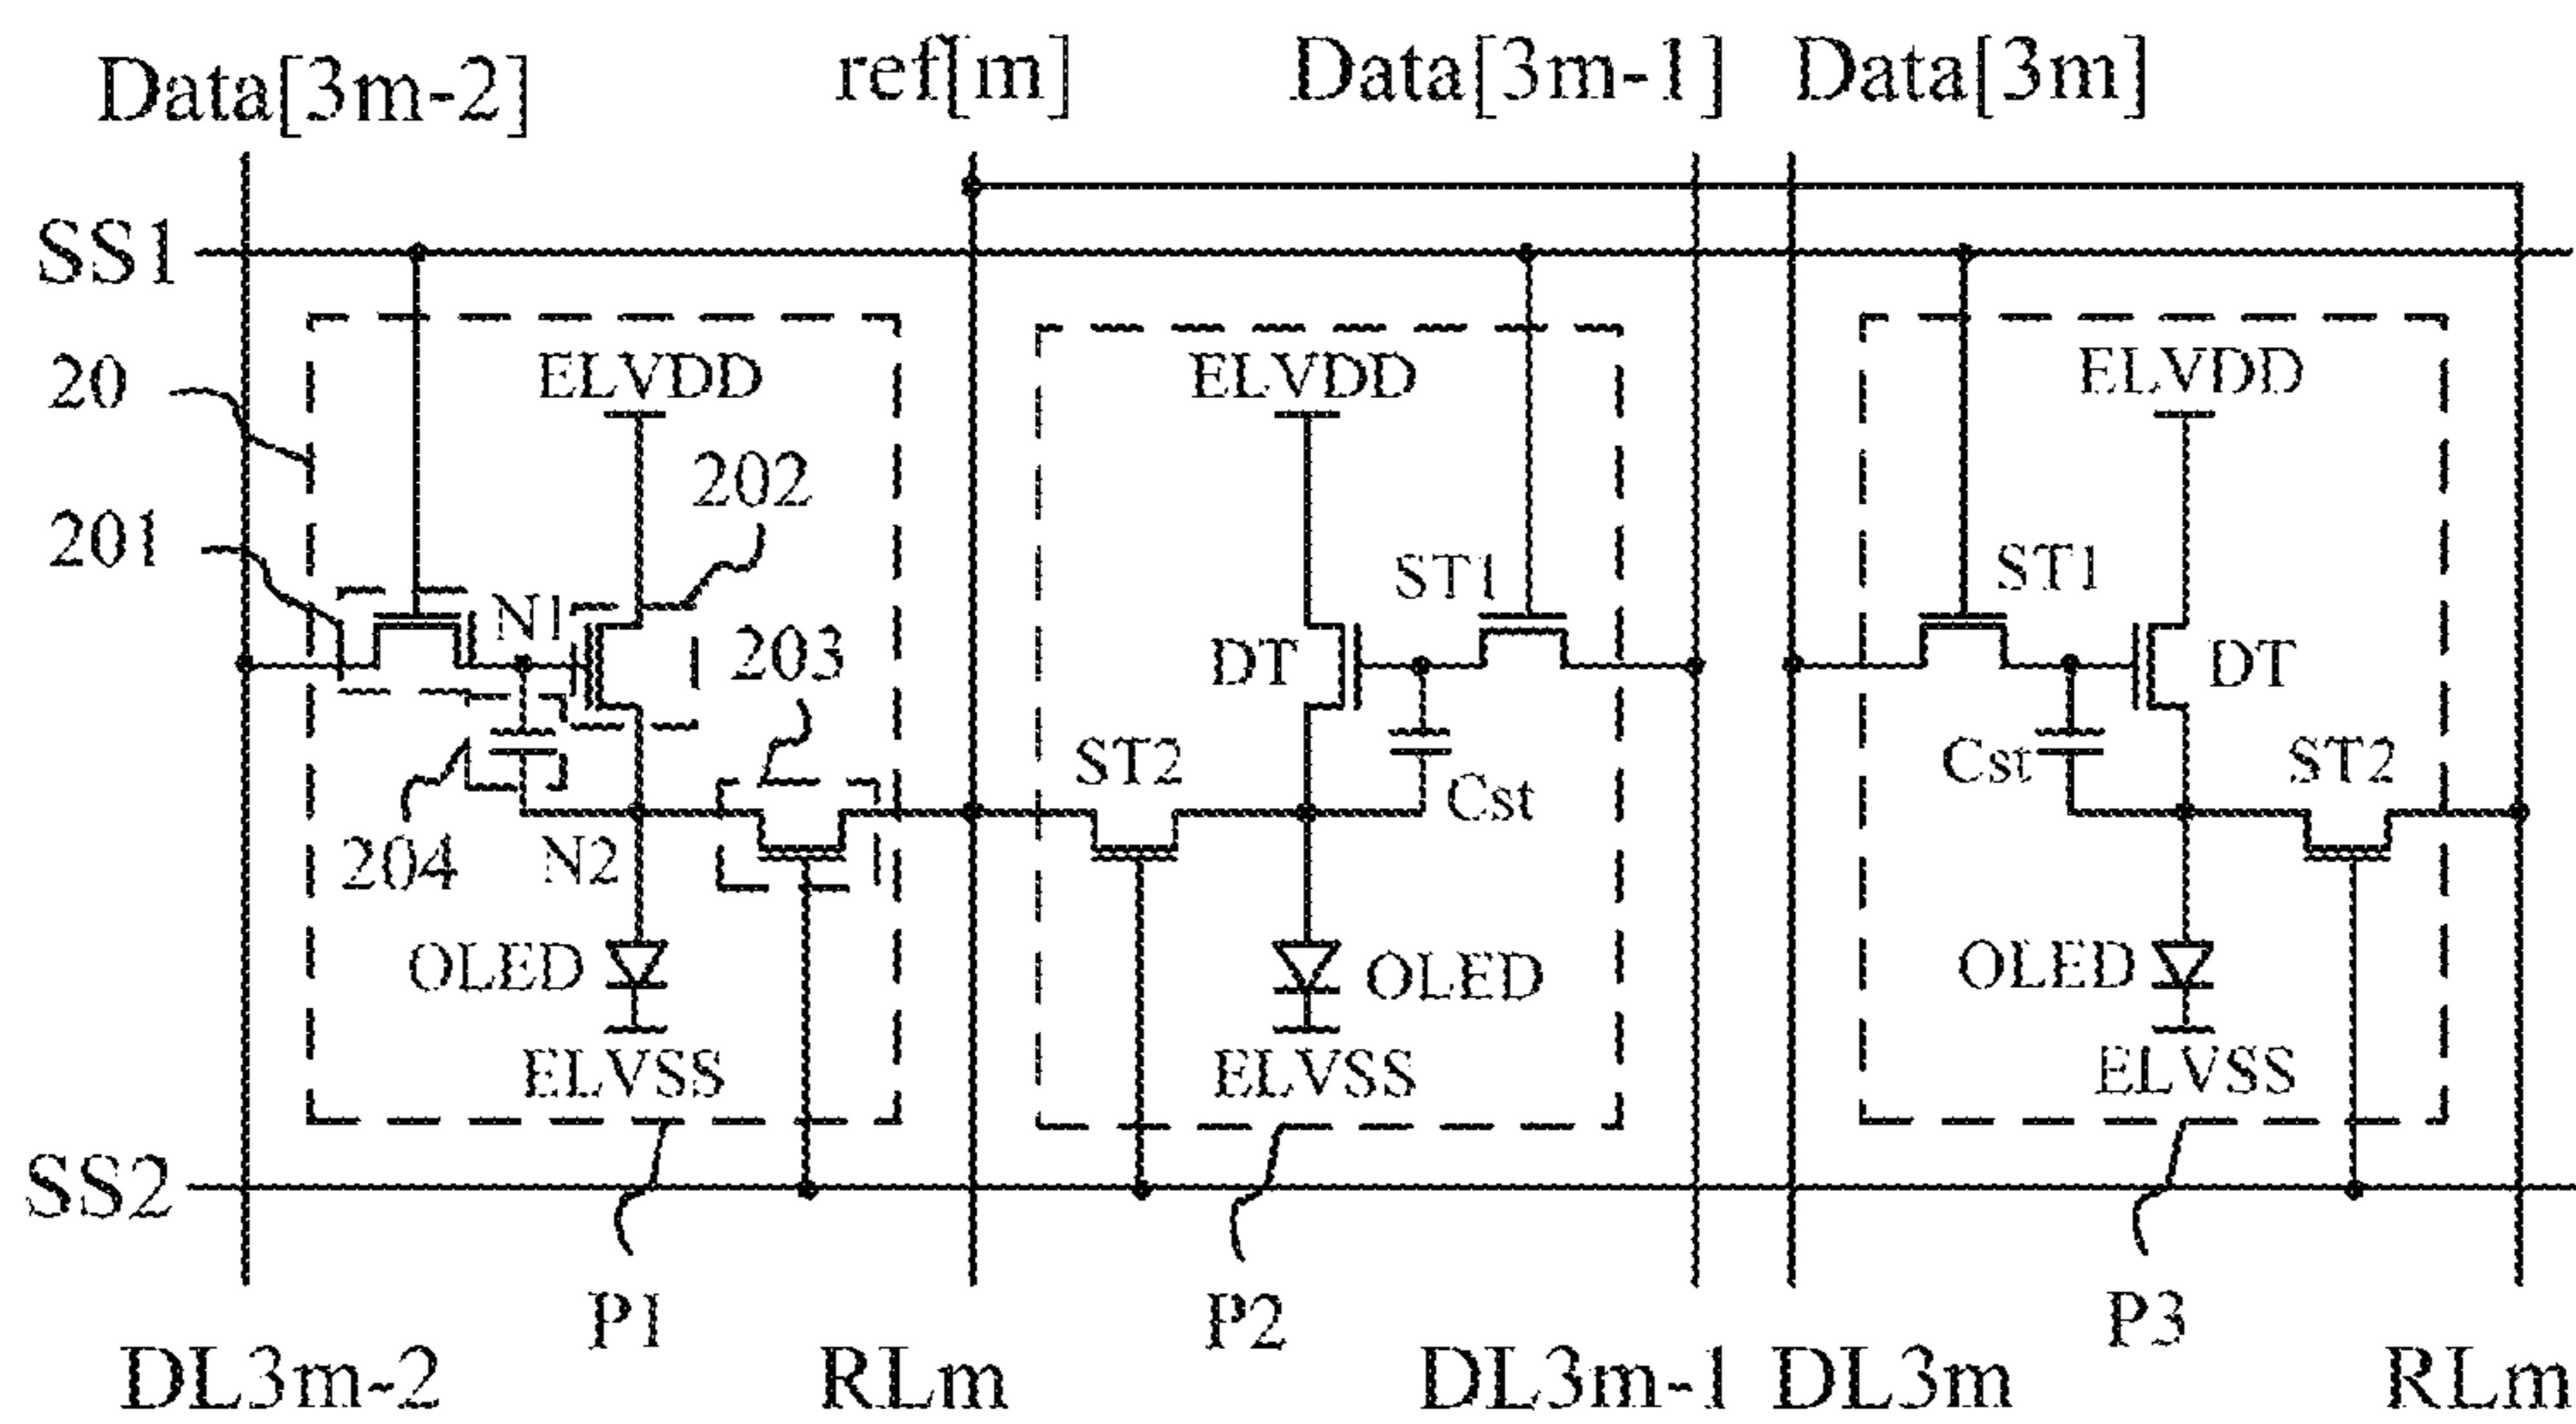 Data[3m-2]
ref[m]
Data[3m-1]
Data[3m]
SS1
20
ELVDD
ELVDD
ELVDD
202
201
ST1
ST1
N1
203
DT
DT
ST2
Cst
ST2
Cst
204
N2
OLED
OLED
OLED
ELVSS
ELVSS
ELVSS
SS2
P1
P2
P3
DL3m-2
RLm
DL3m-1
DL3m
RLm